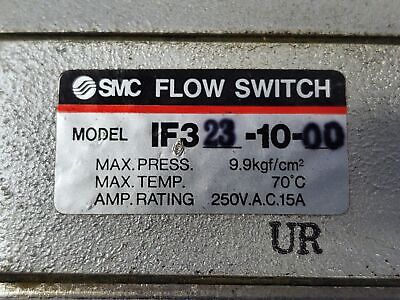 SMC FLOW SWITCH
MODEL IF323-10-00
MAX. PRESS. 9.9kgf/cm²
MAX. TEMP. 70°C
AMP. RATING 250V.A.C.15A
UR